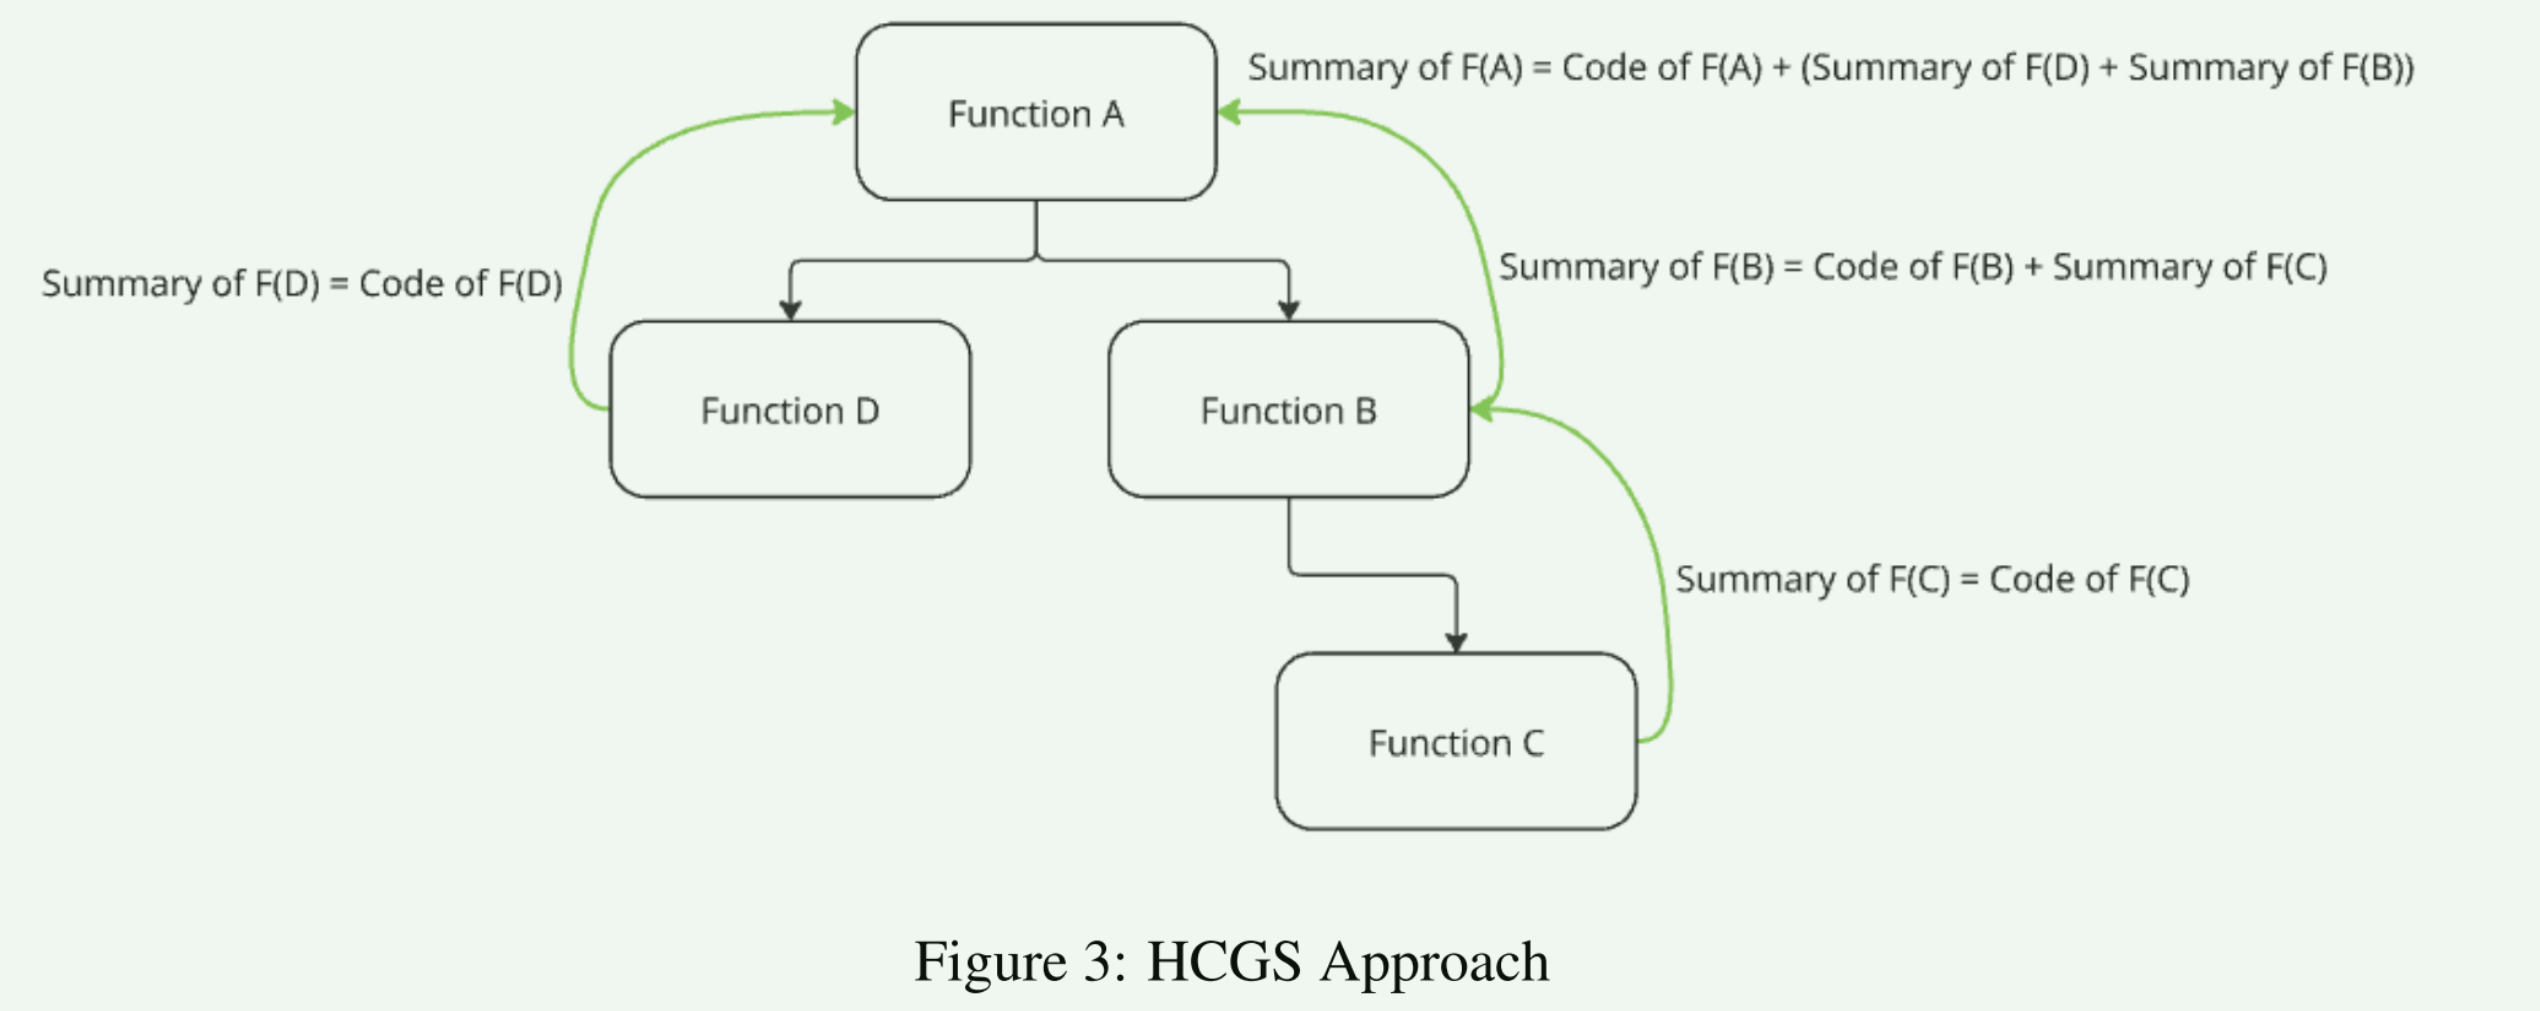 Function A
Summary of F(A) = Code of F(A) + (Summary of F(D) + Summary of F(B))
Summary of F(D) = Code of F(D)
Summary of F(B) = Code of F(B) + Summary of F(C)
Function D
Function B
Summary of F(C) = Code of F(C)
Function C
Figure 3: HCGS Approach